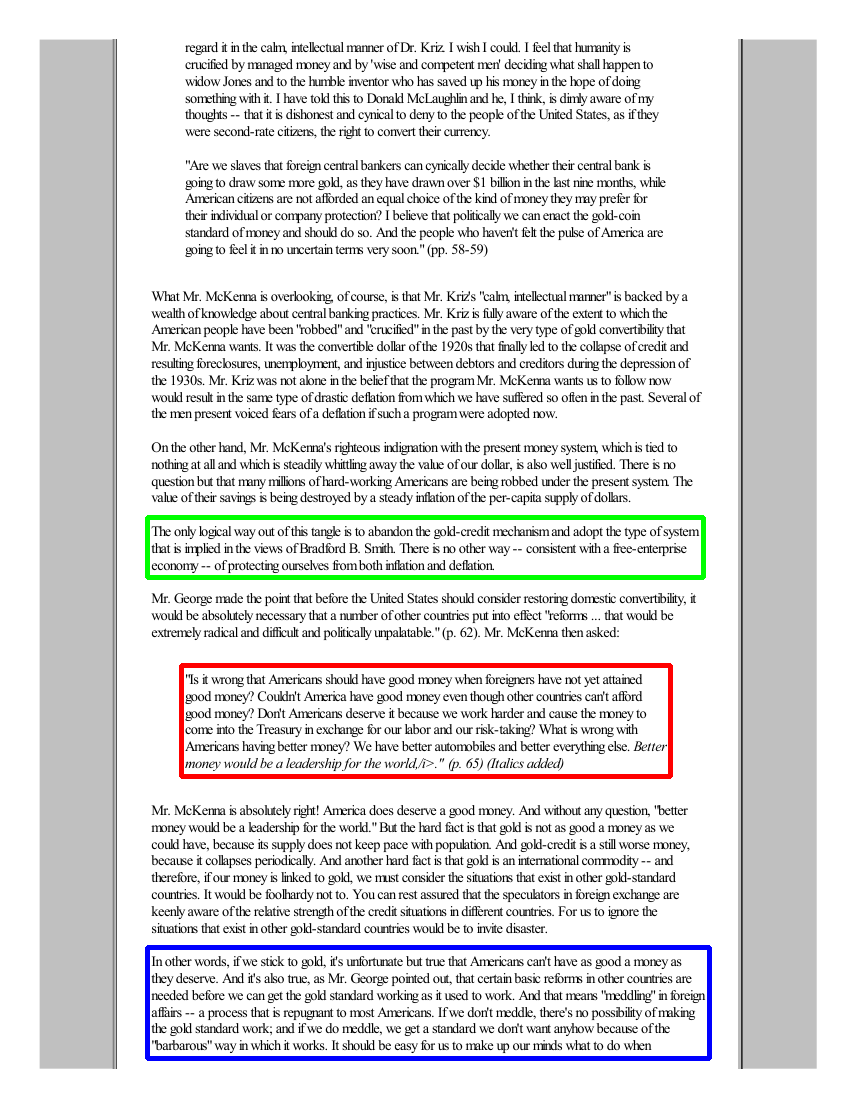 regard it in the calm, intellectual manner of Dr. Kriz. I wish I could. I feel that humanity is
crucified by managed money and by 'wise and competent men' deciding what shall happen to
widow Jones and to the humble inventor who has saved up his money in the hope of doing
something with it. I have told this to Donald McLaughlin and he, I think, is dimly aware of my
thoughts -- that it is dishonest and cynical to deny to the people of the United States, as if they
were second-rate citizens, the right to convert their currency.
"Are we slaves that foreign central bankers can cynically decide whether their central bank is
going to draw some more gold, as they have drawn over $1 billion in the last nine months, while
American citizens are not afforded an equal choice of the kind of money they may prefer for
their individual or company protection? I believe that politically we can enact the gold-coin
standard of money and should do so. And the people who haven't felt the pulse of America are
going to feel it in no uncertain terms very soon." (pp. 58-59)
What Mr. McKenna is overlooking, of course, is that Mr. Kriz's "calm, intellectual manner" is backed by a
wealth of knowledge about central banking practices. Mr. Kriz is fully aware of the extent to which the
American people have been "robbed" and "crucified" in the past by the very type of gold convertibility that
Mr. McKenna wants. It was the convertible dollar of the 1920s that finally led to the collapse of credit and
resulting foreclosures, unemployment, and injustice between debtors and creditors during the depression of
the 1930s. Mr. Kriz was not alone in the belief that the program Mr. McKenna wants us to follow now
would result in the same type of drastic deflation from which we have suffered so often in the past. Several of
the men present voiced fears of a deflation if such a program were adopted now.
On the other hand, Mr. McKenna's righteous indignation with the present money system, which is tied to
nothing at all and which is steadily whittling away the value of our dollar, is also well justified. There is no
question but that many millions of hard-working Americans are being robbed under the present system. The
value of their savings is being destroyed by a steady inflation of the per-capita supply of dollars.
The only logical way out of this tangle is to abandon the gold-credit mechanism and adopt the type of system
that is implied in the views of Bradford B. Smith. There is no other way -- consistent with a free-enterprise
economy -- of protecting ourselves from both inflation and deflation.
Mr. George made the point that before the United States should consider restoring domestic convertibility, it
would be absolutely necessary that a number of other countries put into effect "reforms ... that would be
extremely radical and difficult and politically unpalatable." (p. 62). Mr. McKenna then asked:
"Is it wrong that Americans should have good money when foreigners have not yet attained
good money? Couldn't America have good money even though other countries can't afford
good money? Don't Americans deserve it because we work harder and cause the money to
come into the Treasury in exchange for our labor and our risk-taking? What is wrong with
Americans having better money? We have better automobiles and better everything else. Better
money would be a leadership for the world,/i>." (p. 65) (Italics added)
Mr. McKenna is absolutely right! America does deserve a good money. And without any question, "better
money would be a leadership for the world." But the hard fact is that gold is not as good a money as we
could have, because its supply does not keep pace with population. And gold-credit is a still worse money,
because it collapses periodically. And another hard fact is that gold is an international commodity -- and
therefore, if our money is linked to gold, we must consider the situations that exist in other gold-standard
countries. It would be foolhardy not to. You can rest assured that the speculators in foreign exchange are
keenly aware of the relative strength of the credit situations in different countries. For us to ignore the
situations that exist in other gold-standard countries would be to invite disaster.
In other words, if we stick to gold, it's unfortunate but true that Americans can't have as good a money as
they deserve. And it's also true, as Mr. George pointed out, that certain basic reforms in other countries are
needed before we can get the gold standard working as it used to work. And that means "meddling" in foreign
affairs -- a process that is repugnant to most Americans. If we don't meddle, there's no possibility of making
the gold standard work; and if we do meddle, we get a standard we don't want anyhow because of the
"barbarous" way in which it works. It should be easy for us to make up our minds what to do when